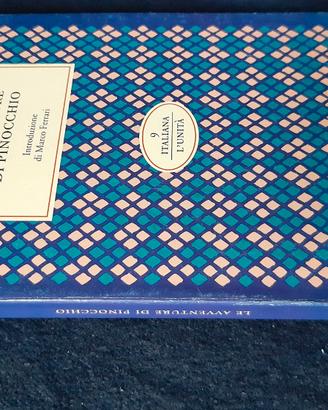 DI PINOCCHIO
Introduzione
di Marco Ferrari
9
ITALIANA
L'UNITÀ
LE AVVENTURE DI PINOCCHIO